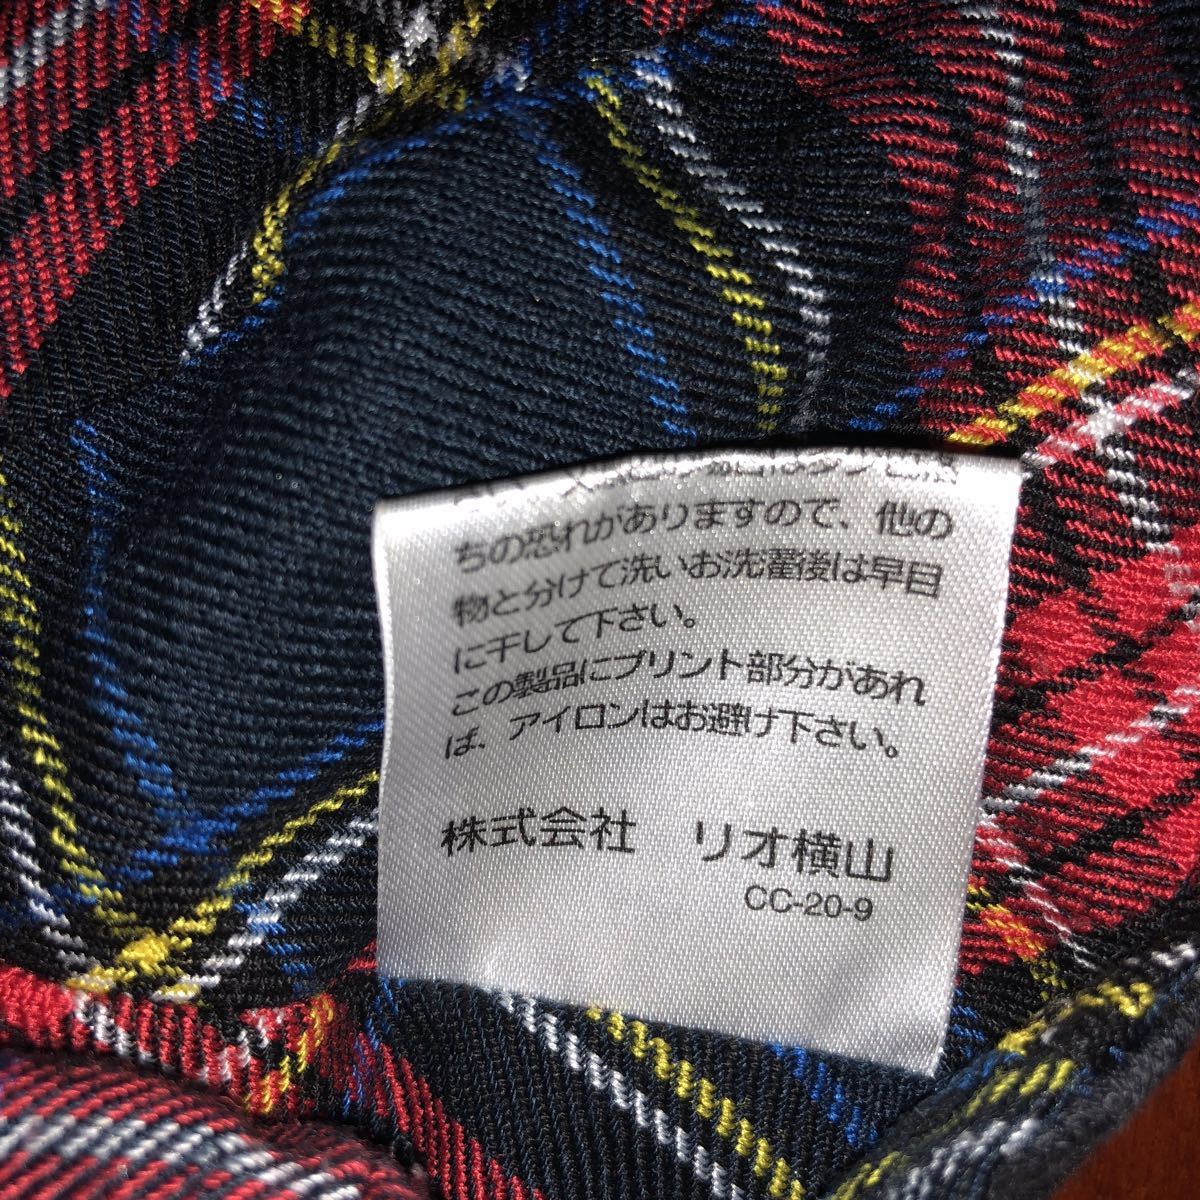 ちの恐れがありますので、他の
物と分けて洗いお洗濯後は早目
に干して下さい。
この製品にプリント部分があれ
ば、アイロンはお避け下さい。
株式会社 リオ横山
CC-20-9